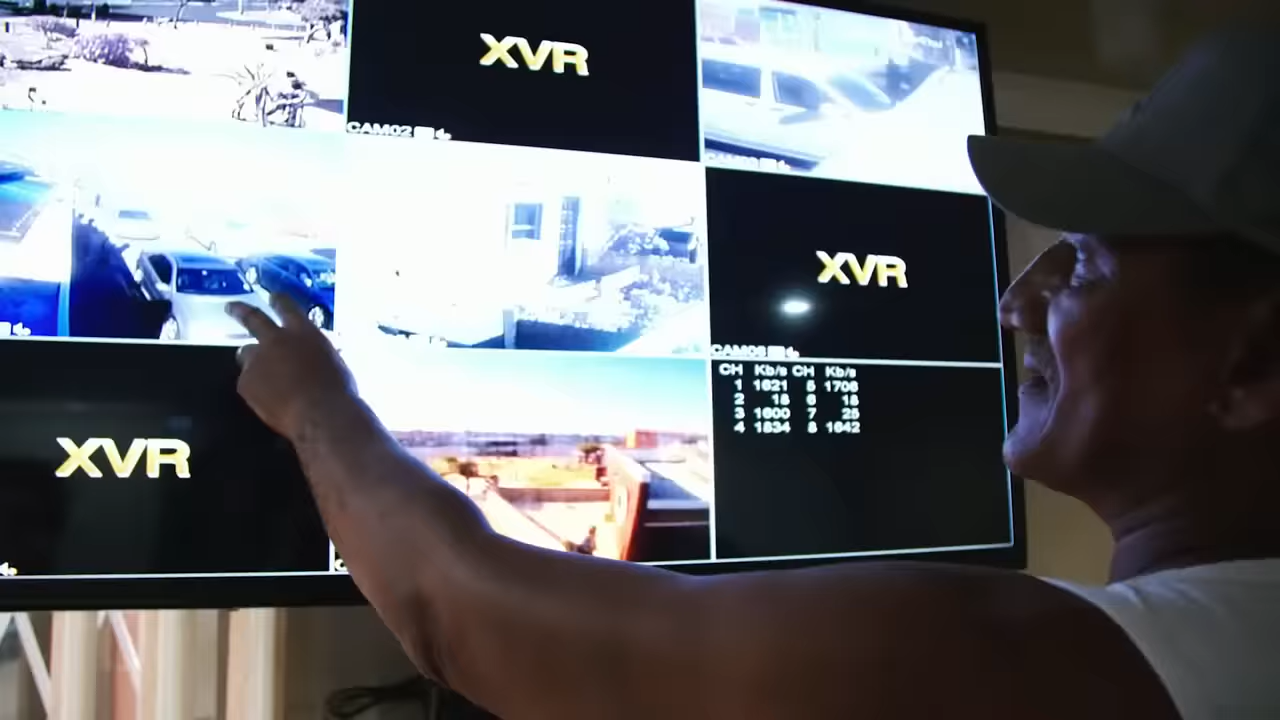 XVR
CAM02
XVR
CAM06
CH Kb/s CH Kb/s
1 1621 5 1706
2 18 6 18
3 1600 7 25
4 1534 8 1642
XVR